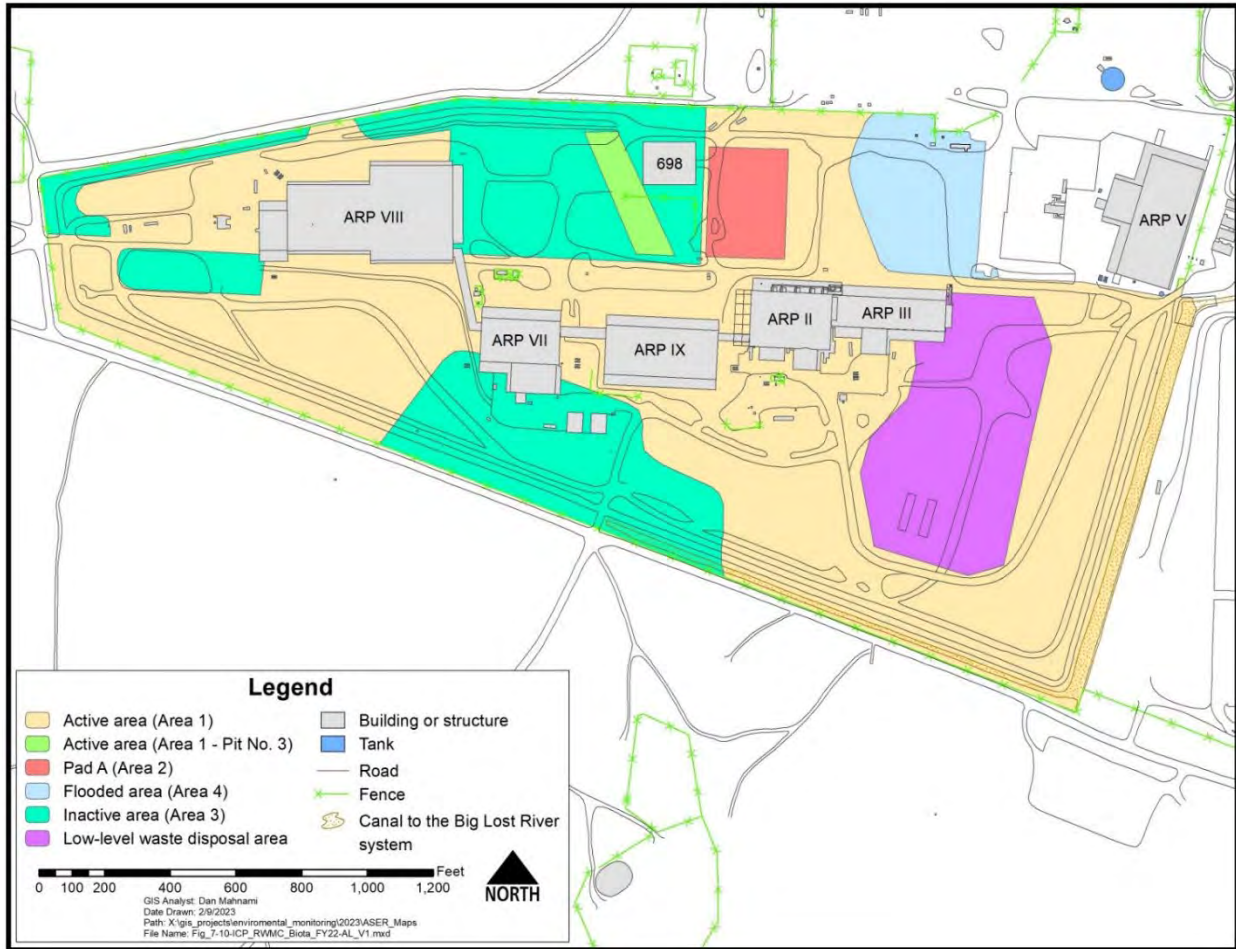 698
ARP VIII
ARP V
ARP II
ARP III
ARP VII
ARP IX
Legend
Active area (Area 1)
Active area (Area 1 - Pit No. 3)
Pad A (Area 2)
Flooded area (Area 4)
Inactive area (Area 3)
Low-level waste disposal area
Building or structure
Tank
Road
Fence
Canal to the Big Lost River
system
Feet
0 100 200 400 600 800 1,000 1,200
NORTH
GIS Analyst: Dan Mahnami
Date Drawn: 2/9/2023
Path: X:\gis_projects\enviromental_monitoring\2023\ASER_Maps
File Name: Fig_7-10-ICP_RWMC_Biota_FY22-AL_V1.mxd